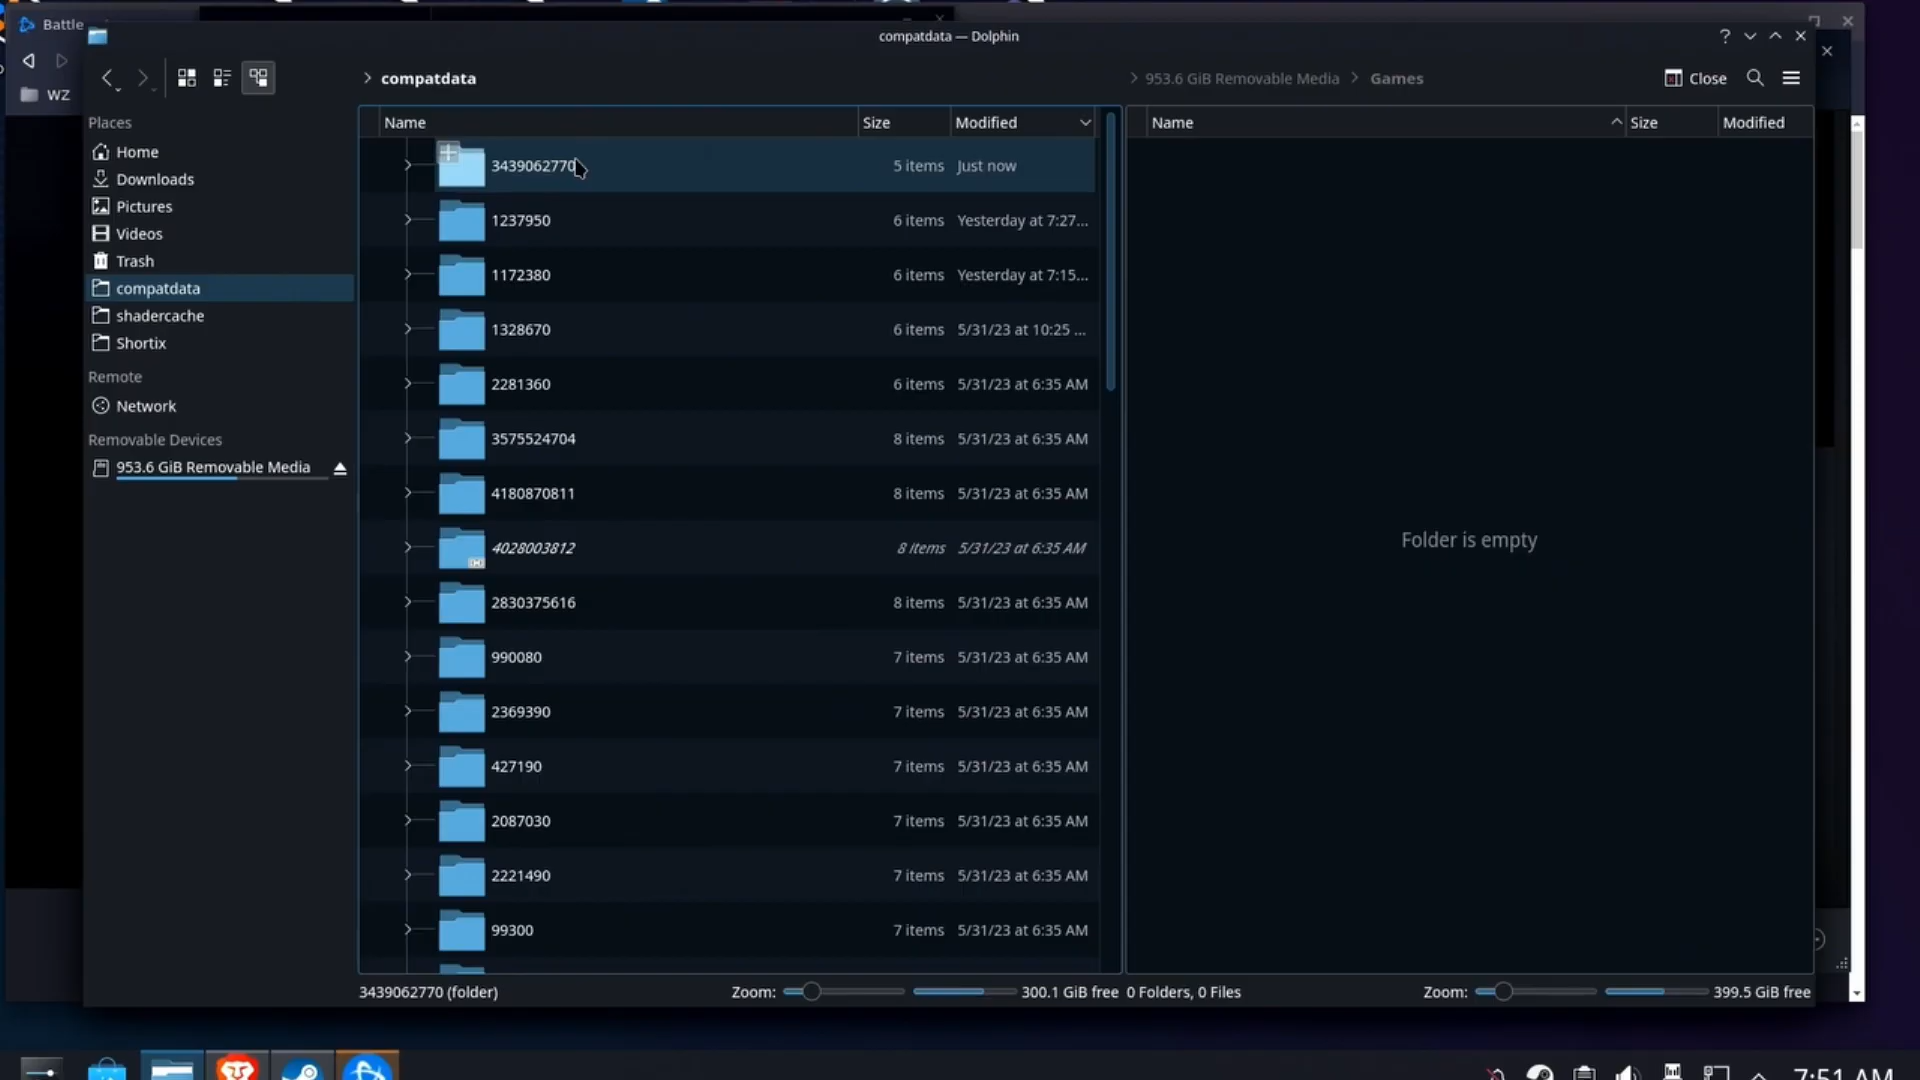 Battle
compatdata — Dolphin
WZ
compatdata
953.6 GiB Removable Media
Games
Close
Places
Home
Downloads
Pictures
Videos
Trash
compatdata
shadercache
Shortix
Remote
Network
Removable Devices
953.6 GiB Removable Media
Name Size Modified
3439062770 5 items Just now
1237950 6 items Yesterday at 7:27...
1172380 6 items Yesterday at 7:15...
1328670 6 items 5/31/23 at 10:25 ...
2281360 6 items 5/31/23 at 6:35 AM
3575524704 8 items 5/31/23 at 6:35 AM
4180870811 8 items 5/31/23 at 6:35 AM
4028003812 8 items 5/31/23 at 6:35 AM
2830375616 8 items 5/31/23 at 6:35 AM
990080 7 items 5/31/23 at 6:35 AM
2369390 7 items 5/31/23 at 6:35 AM
427190 7 items 5/31/23 at 6:35 AM
2087030 7 items 5/31/23 at 6:35 AM
2221490 7 items 5/31/23 at 6:35 AM
99300 7 items 5/31/23 at 6:35 AM
3439062770 (folder)
Zoom:
300.1 GiB free
Name Size Modified
Folder is empty
0 Folders, 0 Files
Zoom:
399.5 GiB free
7:51 AM